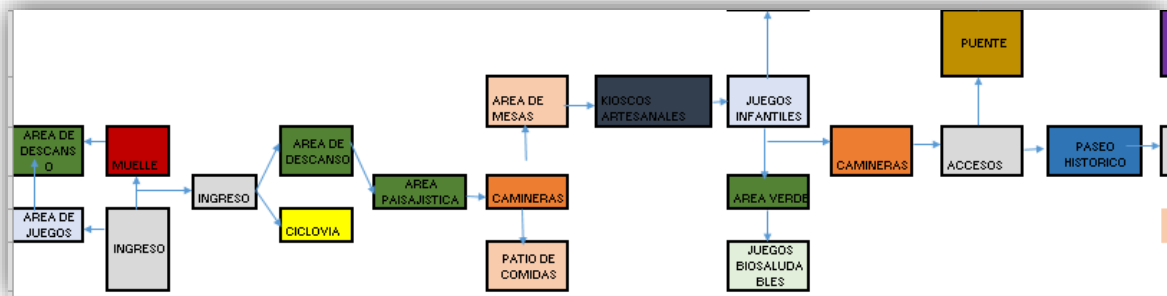 PUENTE
AREA DE
MESAS
KIOSCOS
ARTESANALES
JUEGOS
INFANTILES
AREA DE
DESCANS
O
MUELLE
AREA DE
DESCANSO
CAMINERAS
ACCESOS
PASEO
HISTORICO
INGRESO
AREA
PAISAJISTICA
CAMINERAS
AREA VERDE
AREA DE
JUEGOS
INGRESO
CICLOVIA
PATIO DE
COMIDAS
JUEGOS
BIOSALUDA
BLES